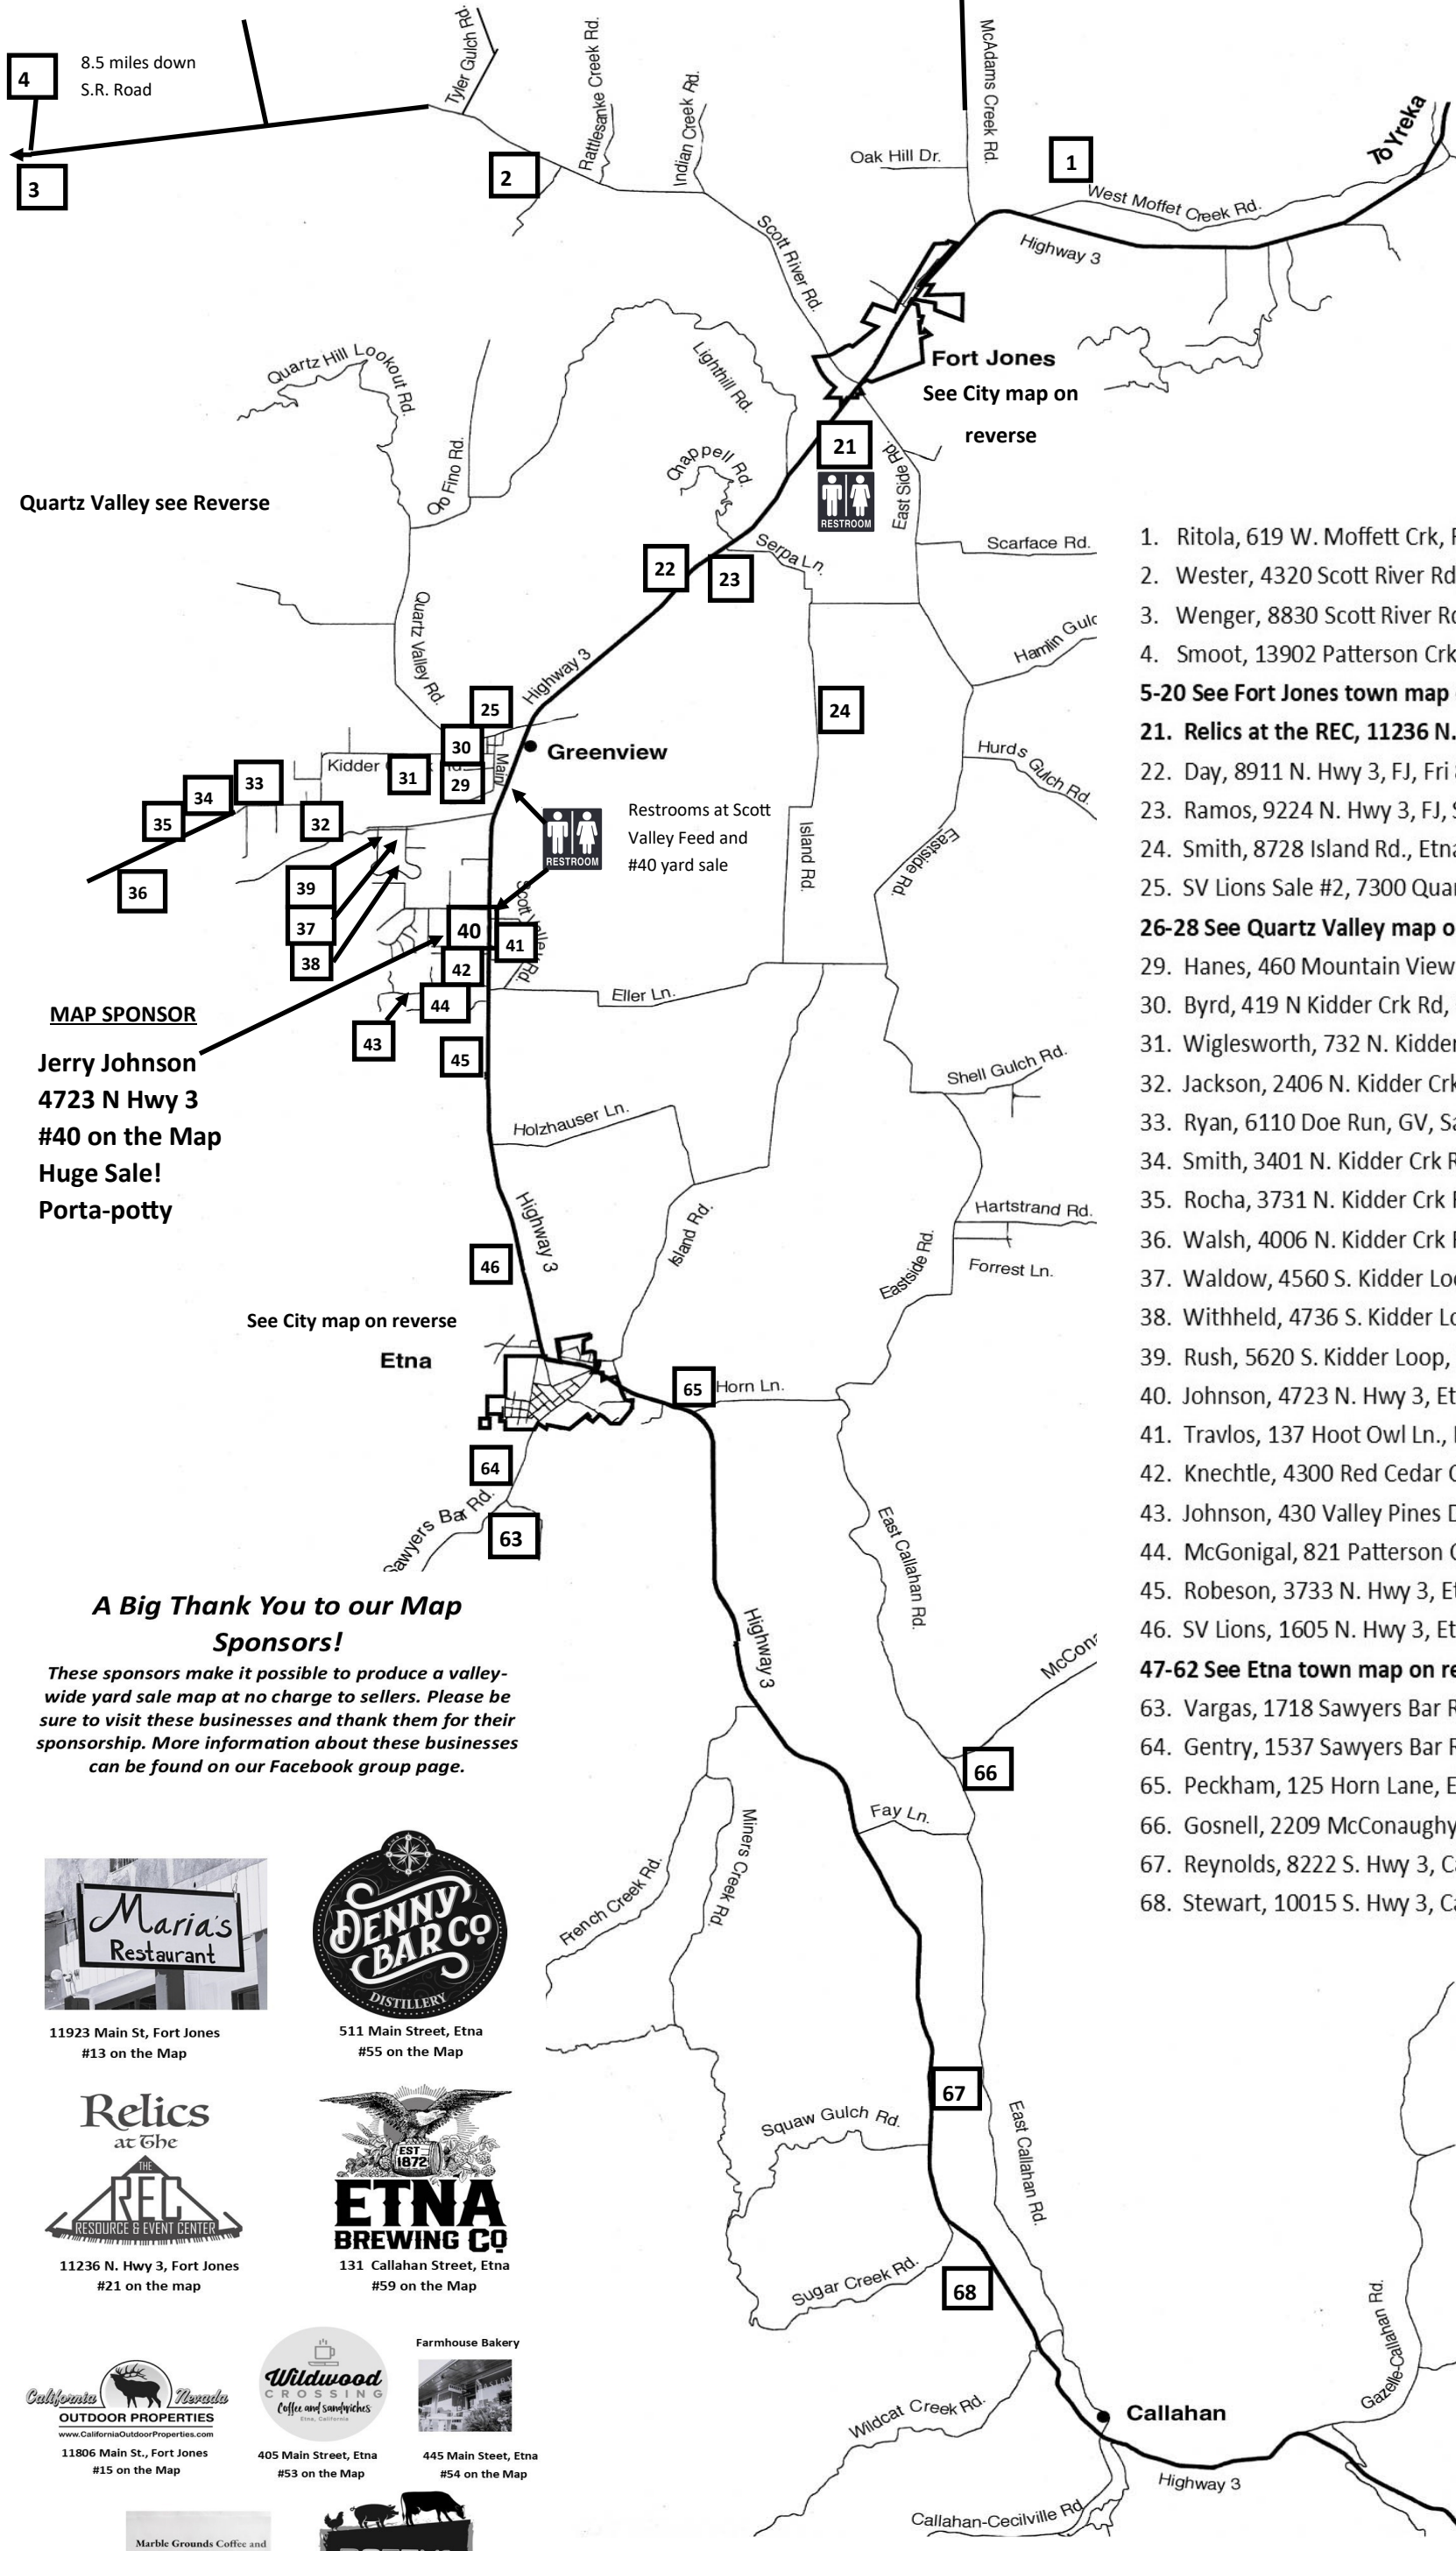 4
8.5 miles down
S.R. Road
3
Tyler Gulch Rd.
2
Rattlesanke Creek Rd.
Indian Creek Rd.
McAdams Creek Rd.
Oak Hill Dr.
1
To Yreka
West Moffet Creek Rd.
Highway 3
Scott River Rd.
Fort Jones
See City map on
reverse
Lighthill Rd.
Quartz Hill Lookout Rd.
Oro Fino Rd.
Chappell Rd.
21
RESTROOM
East Side Rd.
Quartz Valley see Reverse
Serpa Ln.
Scarface Rd.
22
23
Quartz Valley Rd.
Hamlin Gulc
Highway 3
25
24
30
Greenview
Hurds Gulch Rd.
Kidder
31
29
Main
33
34
35
32
36
RESTROOM
Restrooms at Scott
Valley Feed and
#40 yard sale
Island Rd.
Eastside Rd.
39
37
38
40
41
Scott Valley Rd.
42
44
43
45
Eller Ln.
MAP SPONSOR
Jerry Johnson
4723 N Hwy 3
#40 on the Map
Huge Sale!
Porta-potty
Shell Gulch Rd.
Holzhauser Ln.
Highway 3
Island Rd.
Hartstrand Rd.
Eastside Rd.
Forrest Ln.
46
See City map on reverse
Etna
65
Horn Ln.
64
Sawyers Bar Rd.
63
East Callahan Rd.
Highway 3
McCona
66
Fay Ln.
Miners Creek Rd.
French Creek Rd.
67
Squaw Gulch Rd.
East Callahan Rd.
Sugar Creek Rd.
68
Wildcat Creek Rd.
Callahan
Gazelle-Callahan Rd.
Highway 3
Callahan-Cecilville Rd
1. Ritola, 619 W. Moffett Crk, F
2. Wester, 4320 Scott River Rd
3. Wenger, 8830 Scott River Rd
4. Smoot, 13902 Patterson Crk
5-20 See Fort Jones town map
21. Relics at the REC, 11236 N.
22. Day, 8911 N. Hwy 3, FJ, Fri
23. Ramos, 9224 N. Hwy 3, FJ, S
24. Smith, 8728 Island Rd., Etna
25. SV Lions Sale #2, 7300 Quar
26-28 See Quartz Valley map o
29. Hanes, 460 Mountain View
30. Byrd, 419 N Kidder Crk Rd,
31. Wiglesworth, 732 N. Kidder
32. Jackson, 2406 N. Kidder Crk
33. Ryan, 6110 Doe Run, GV, Sa
34. Smith, 3401 N. Kidder Crk R
35. Rocha, 3731 N. Kidder Crk R
36. Walsh, 4006 N. Kidder Crk R
37. Waldow, 4560 S. Kidder Loo
38. Withheld, 4736 S. Kidder Lo
39. Rush, 5620 S. Kidder Loop,
40. Johnson, 4723 N. Hwy 3, Et
41. Travlos, 137 Hoot Owl Ln.,
42. Knechtle, 4300 Red Cedar C
43. Johnson, 430 Valley Pines D
44. McGonigal, 821 Patterson C
45. Robeson, 3733 N. Hwy 3, Et
46. SV Lions, 1605 N. Hwy 3, Et
47-62 See Etna town map on re
63. Vargas, 1718 Sawyers Bar R
64. Gentry, 1537 Sawyers Bar R
65. Peckham, 125 Horn Lane, E
66. Gosnell, 2209 McConaughy
67. Reynolds, 8222 S. Hwy 3, Ca
68. Stewart, 10015 S. Hwy 3, Ca
A Big Thank You to our Map
Sponsors!
These sponsors make it possible to produce a valley-
wide yard sale map at no charge to sellers. Please be
sure to visit these businesses and thank them for their
sponsorship. More information about these businesses
can be found on our Facebook group page.
Maria's
Restaurant
11923 Main St, Fort Jones
#13 on the Map
DENNY
BAR CO
DISTILLERY
511 Main Street, Etna
#55 on the Map
Relics
at The
THE
REC
RESOURCE & EVENT CENTER
11236 N. Hwy 3, Fort Jones
#21 on the map
EST
1872
ETNA
BREWING CO
131 Callahan Street, Etna
#59 on the Map
California Nevada
OUTDOOR PROPERTIES
www.CaliforniaOutdoorProperties.com
11806 Main St., Fort Jones
#15 on the Map
Wildwood
CROSSING
Coffee and sandwiches
Etna, California
405 Main Street, Etna
#53 on the Map
Farmhouse Bakery
445 Main Steet, Etna
#54 on the Map
Marble Grounds Coffee and